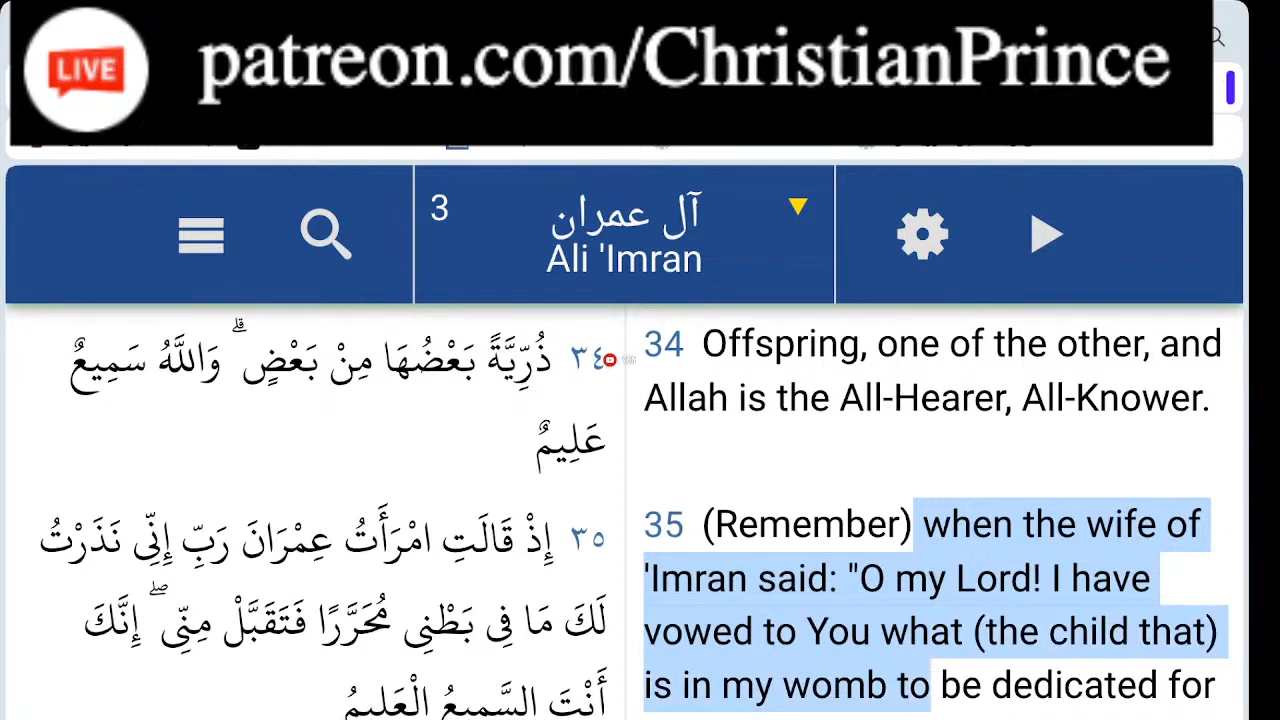 LIVE
patreon.com/ChristianPrince
3
آل عمران
Ali 'Imran
٣٤ ذُرِّيَّةً بَعْضُهَا مِنْ بَعْضٍ ۗ وَاللَّهُ سَمِيعٌ
عَلِيمٌ
34 Offspring, one of the other, and
Allah is the All-Hearer, All-Knower.
٣٥ إِذْ قَالَتِ امْرَأَتُ عِمْرَانَ رَبِّ إِنِّي نَذَرْتُ
لَكَ مَا فِي بَطْنِي مُحَرَّرًا فَتَقَبَّلْ مِنِّي ۖ إِنَّكَ
أَنْتَ السَّمِيعُ الْعَلِيمُ
35 (Remember) when the wife of
'Imran said: "O my Lord! I have
vowed to You what (the child that)
is in my womb to be dedicated for